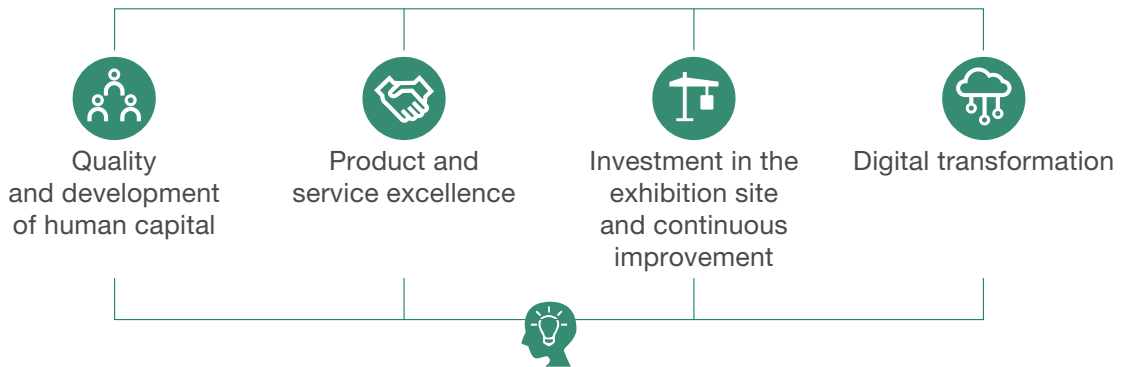 Quality
and development
of human capital
Product and
service excellence
Investment in the
exhibition site
and continuous
improvement
Digital transformation